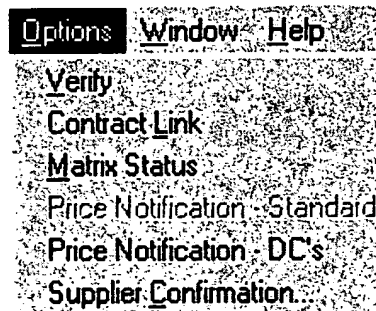 Options Window Help
Verify
Contract Link
Matrix Status
Price Notification - Standard
Price Notification - DC's
Supplier Confirmation...